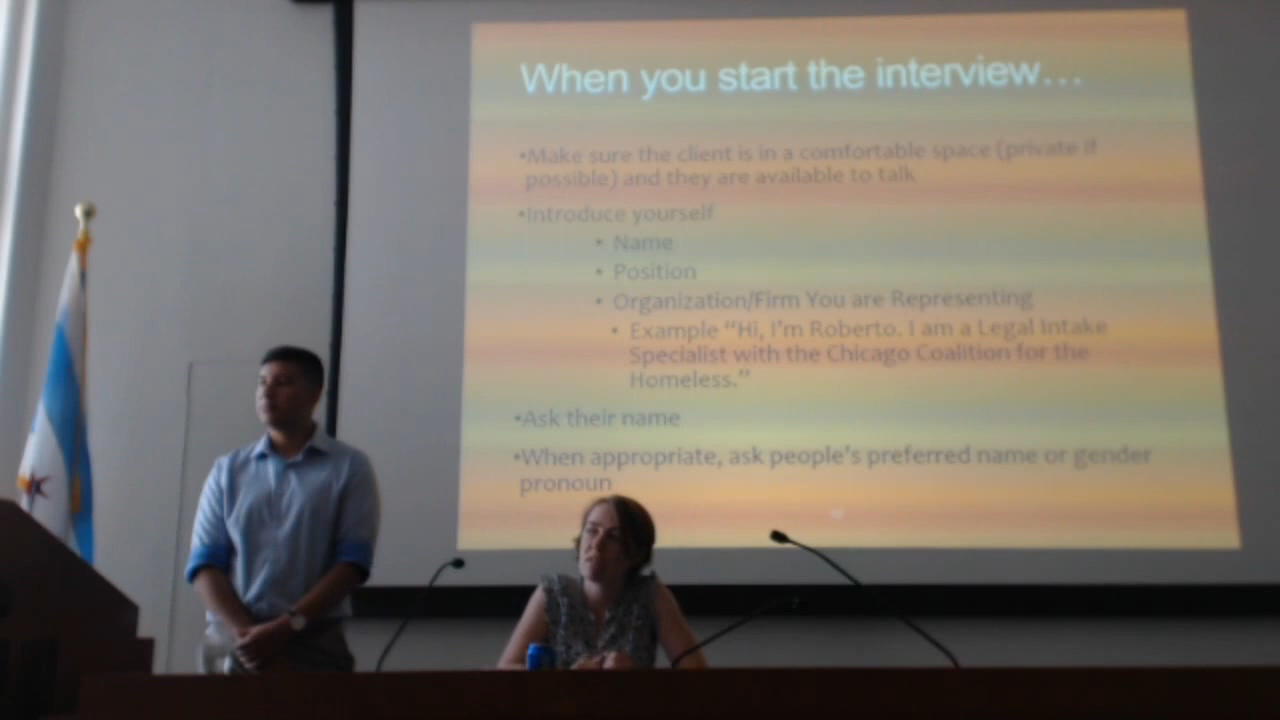 When you start the interview...
•Make sure the client is in a comfortable space (private if
possible) and they are available to talk
•Introduce yourself
• Name
• Position
• Organization/Firm You are Representing
• Example “Hi, I’m Roberto. I am a Legal Intake
Specialist with the Chicago Coalition for the
Homeless.”
•Ask their name
•When appropriate, ask people’s preferred name or gender
pronoun